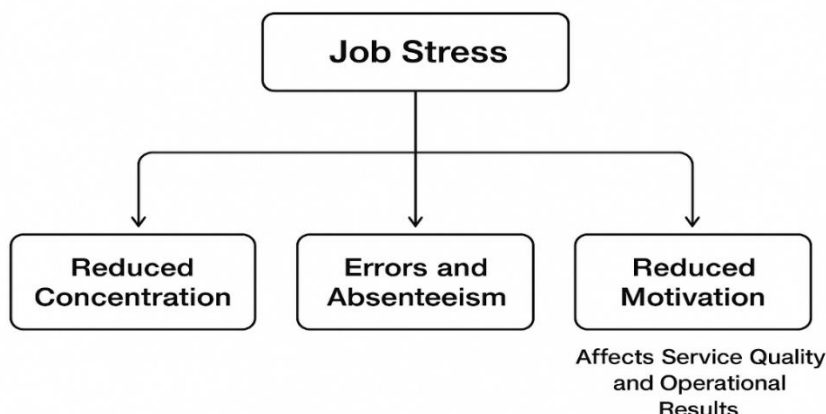 Job Stress
Reduced
Concentration
Errors and
Absenteeism
Reduced
Motivation
Affects Service Quality
and Operational
Results